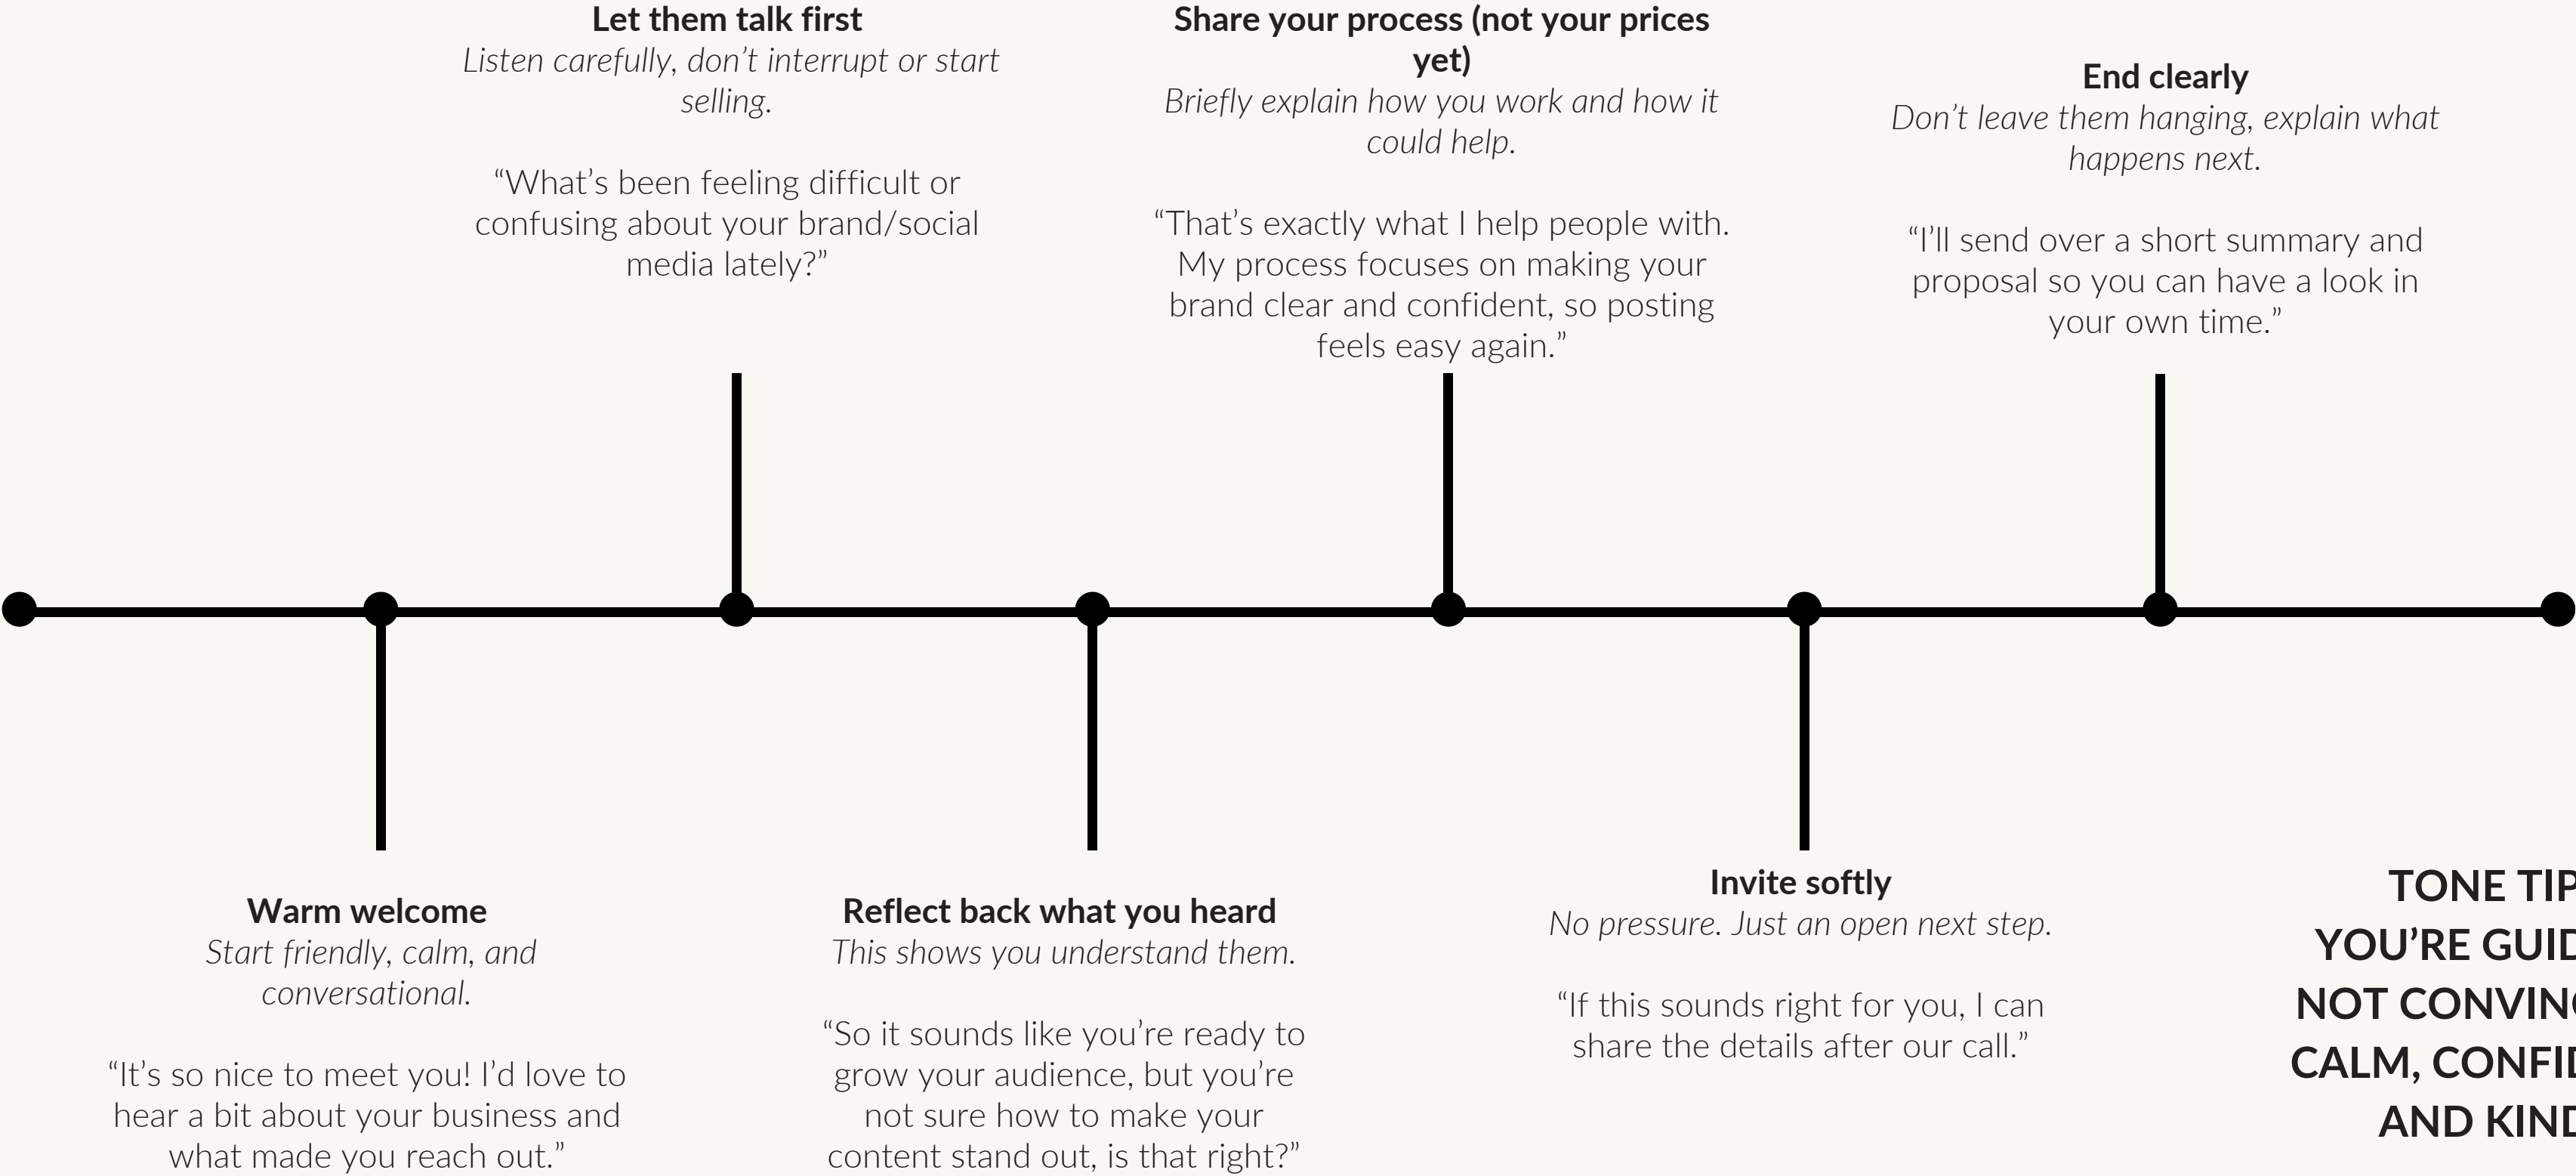 Let them talk first
Listen carefully, don’t interrupt or start
selling.
“What’s been feeling difficult or
confusing about your brand/social
media lately?”
Share your process (not your prices
yet)
Briefly explain how you work and how it
could help.
“That’s exactly what I help people with.
My process focuses on making your
brand clear and confident, so posting
feels easy again.”
End clearly
Don’t leave them hanging, explain what
happens next.
“I’ll send over a short summary and
proposal so you can have a look in
your own time.”
Warm welcome
Start friendly, calm, and
conversational.
“It’s so nice to meet you! I’d love to
hear a bit about your business and
what made you reach out.”
Reflect back what you heard
This shows you understand them.
“So it sounds like you’re ready to
grow your audience, but you’re
not sure how to make your
content stand out, is that right?”
Invite softly
No pressure. Just an open next step.
“If this sounds right for you, I can
share the details after our call.”
TONE TIP
YOU’RE
NOT
CALM,
AND KIND